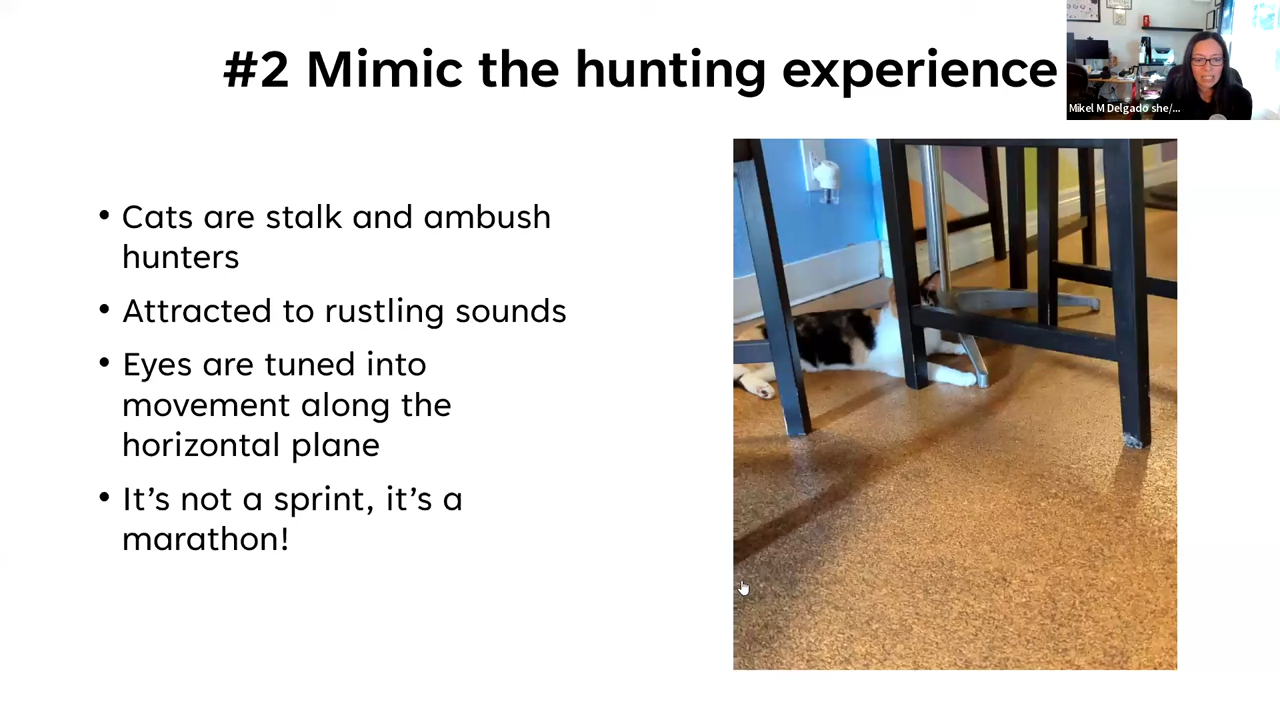 #2 Mimic the hunting experience
Mikel M Delgado she/...
• Cats are stalk and ambush
hunters
• Attracted to rustling sounds
• Eyes are tuned into
movement along the
horizontal plane
• It’s not a sprint, it’s a
marathon!